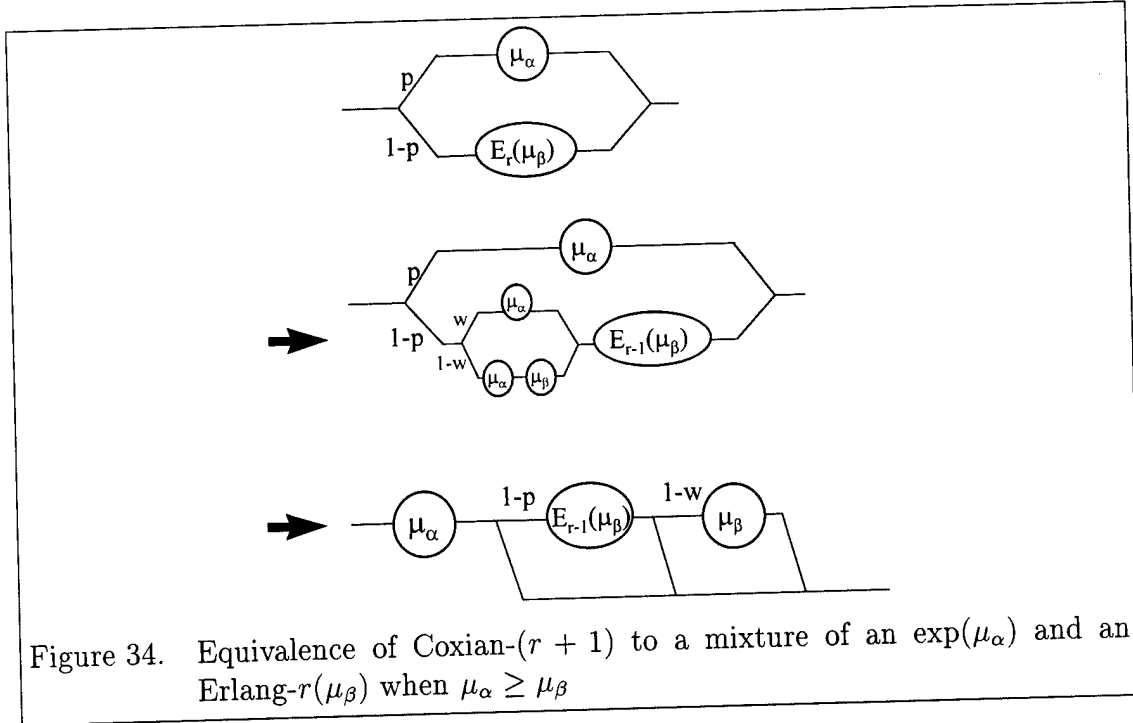 μα
p
1-p
Er(μβ)
μα
p
1-p
w
μα
1-w
μα μβ
Er-1(μβ)
μα
1-p
Er-1(μβ)
1-w
μβ
Figure 34. Equivalence of Coxian-(r + 1) to a mixture of an exp(μα) and an
Erlang-r(μβ) when μα ≥ μβ